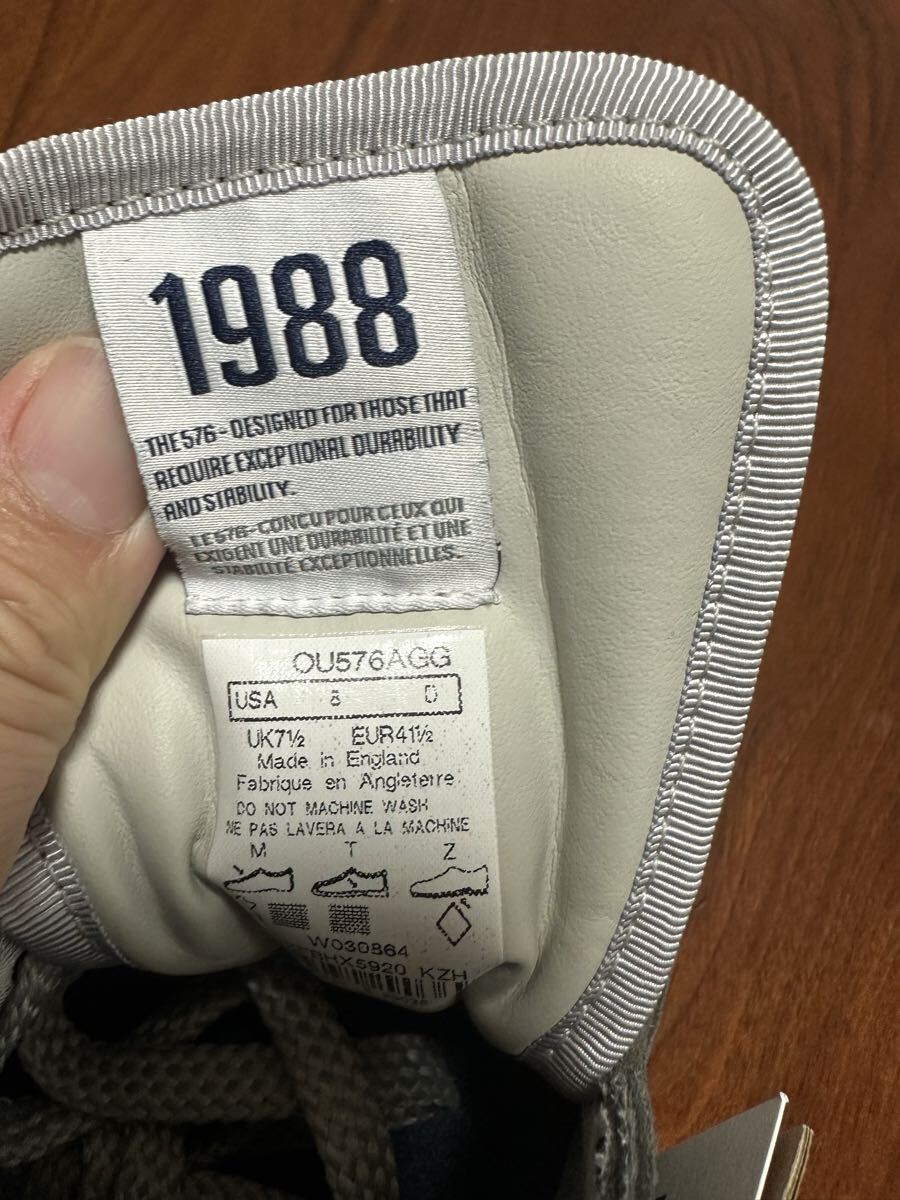 1988
THE 576 - DESIGNED FOR THOSE THAT
REQUIRE EXCEPTIONAL DURABILITY
AND STABILITY.
LE 576 - CONCU POUR CEUX QUI
EXIGENT UNE DURABILITÉ ET UNE
STABILITÉ EXCEPTIONNELLES.
OU576AGG
USA 8 D
UK7½ EUR41½
Made in England
Fabrique en Angleterre
DO NOT MACHINE WASH
NE PAS LAVERA A LA MACHINE
M T Z
W030864
KZH